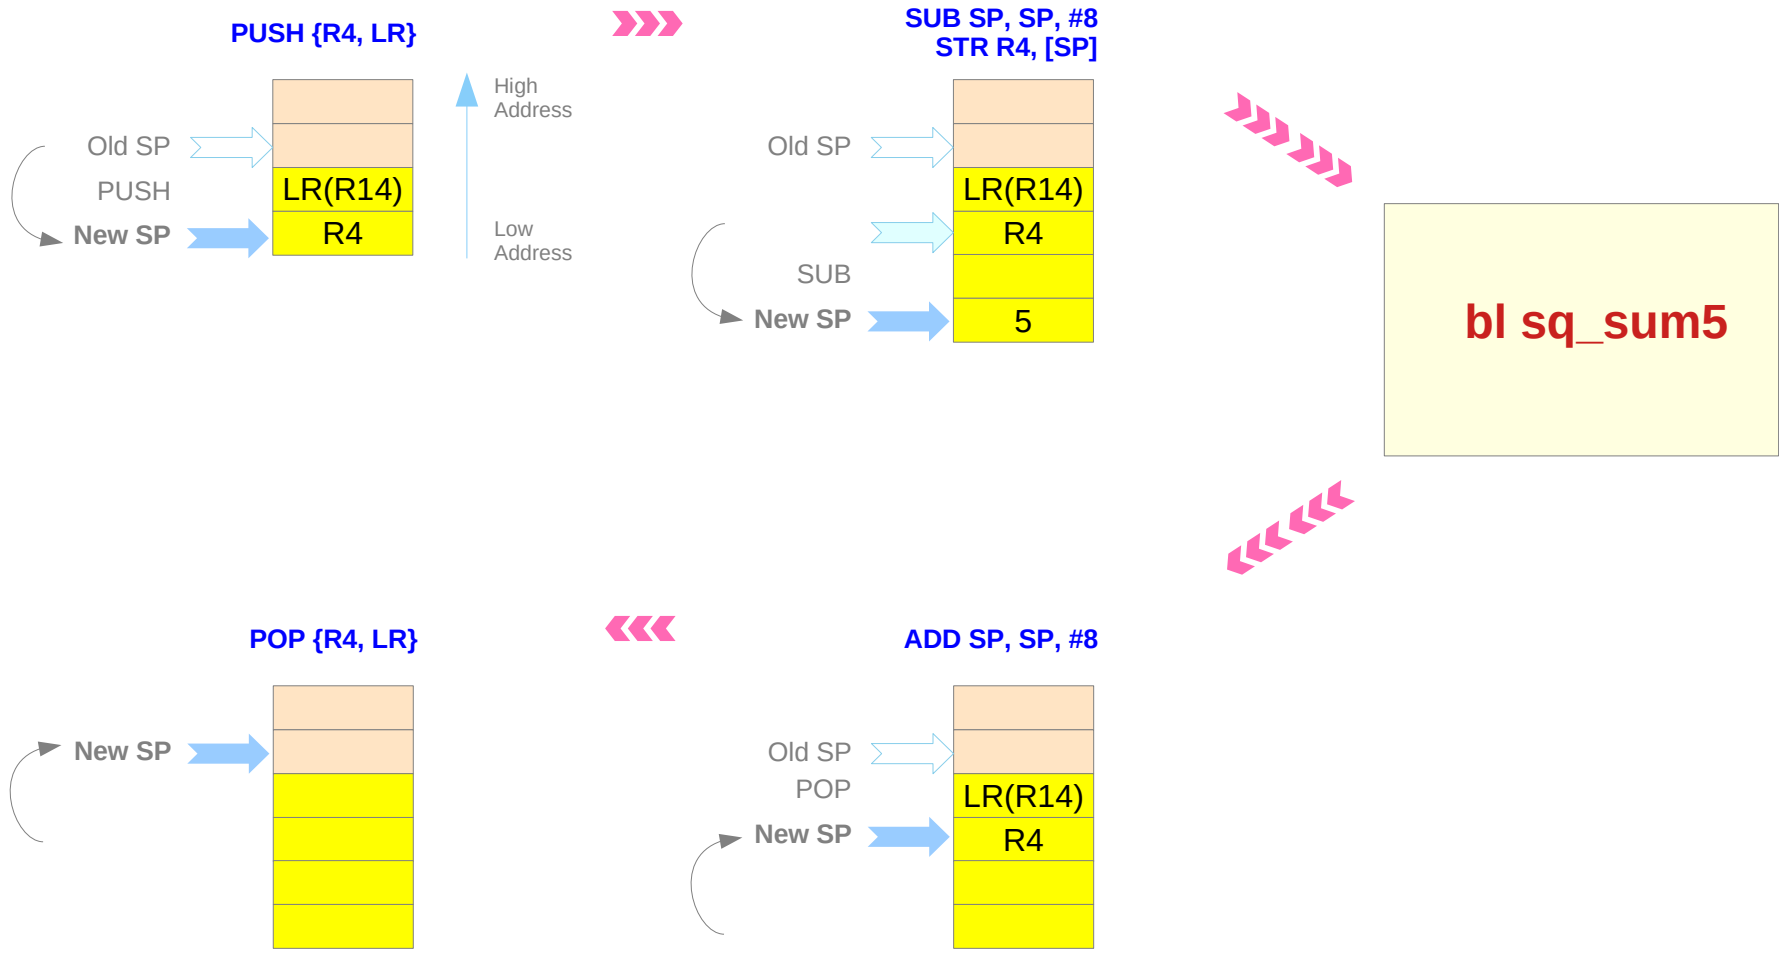 PUSH {R4, LR}
High
Address
Old SP
PUSH
LR(R14)
New SP
R4
Low
Address
SUB SP, SP, #8
STR R4, [SP]
Old SP
LR(R14)
R4
SUB
New SP
5
bl sq_sum5
POP {R4, LR}
New SP
ADD SP, SP, #8
Old SP
POP
LR(R14)
New SP
R4